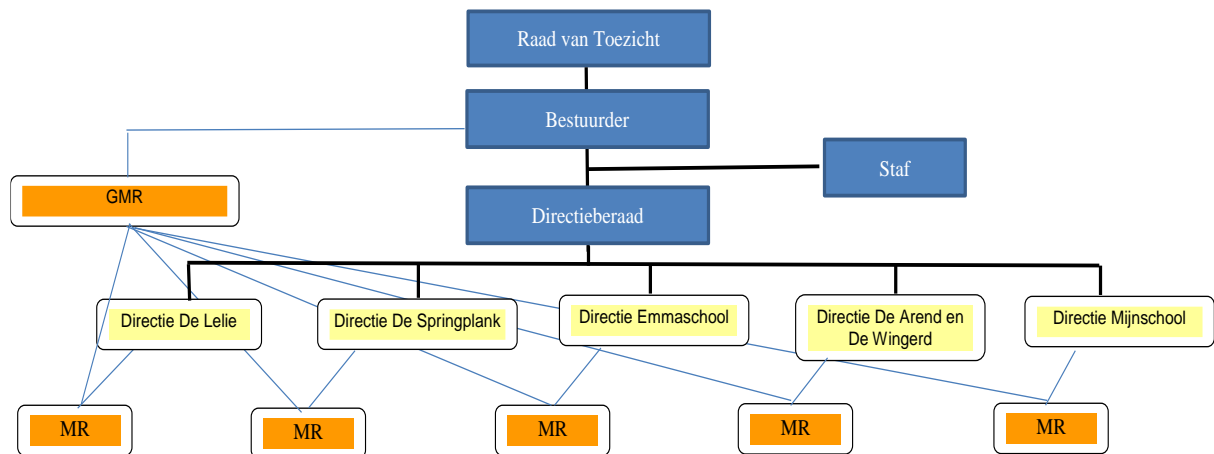 Raad van Toezicht
Bestuurder
Staf
GMR
Directieberaad
Directie De Lelie
Directie De Springplank
Directie Emmaschool
Directie De Arend en
De Wingerd
Directie Mijnschool
MR
MR
MR
MR
MR